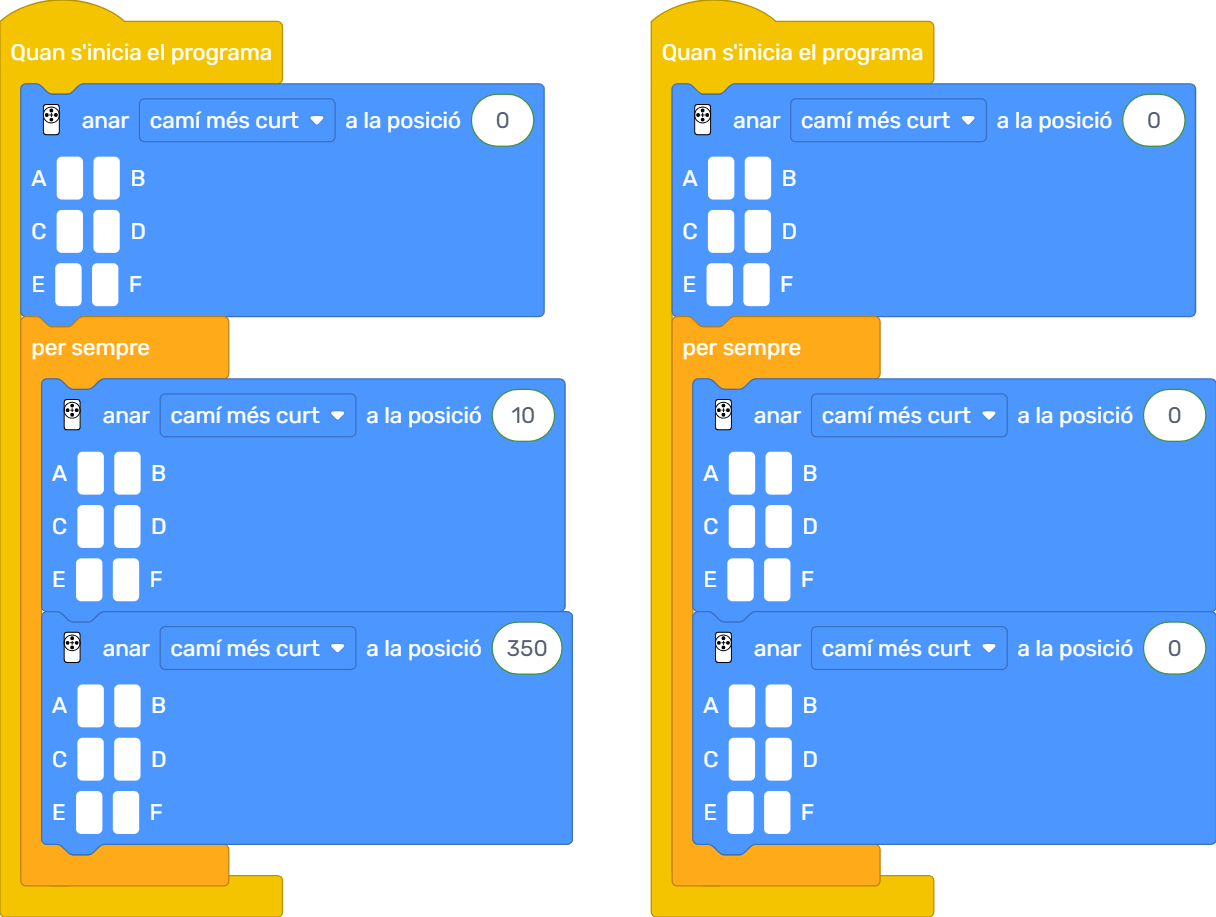 Quan s'inicia el programa
anar camí més curt a la posició 0
A B
C D
E F
per sempre
anar camí més curt a la posició 10
A B
C D
E F
anar camí més curt a la posició 350
A B
C D
E F
Quan s'inicia el programa
anar camí més curt a la posició 0
A B
C D
E F
per sempre
anar camí més curt a la posició 0
A B
C D
E F
anar camí més curt a la posició 0
A B
C D
E F